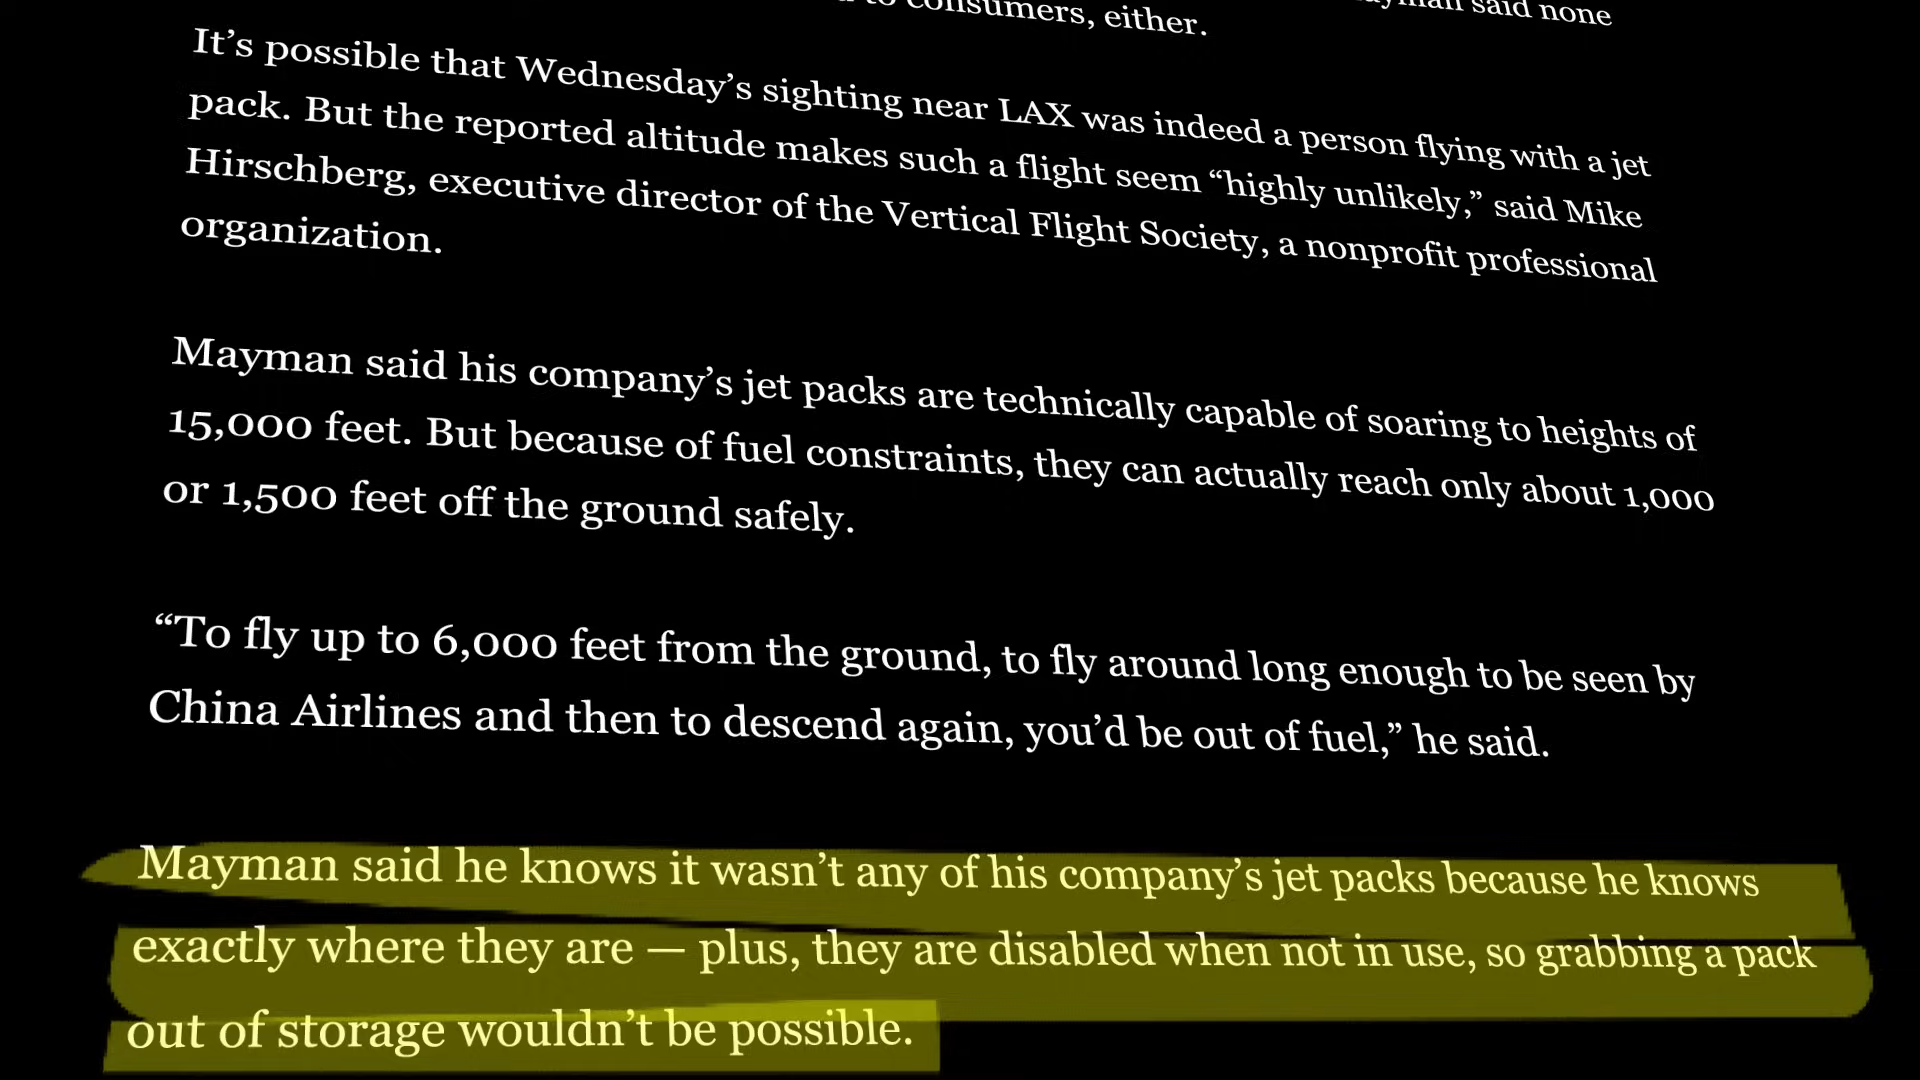 to consumers, either.
said none
It’s possible that Wednesday’s sighting near LAX was indeed a person flying with a jet
pack. But the reported altitude makes such a flight seem “highly unlikely,” said Mike
Hirschberg, executive director of the Vertical Flight Society, a nonprofit professional
organization.
Mayman said his company’s jet packs are technically capable of soaring to heights of
15,000 feet. But because of fuel constraints, they can actually reach only about 1,000
or 1,500 feet off the ground safely.
“To fly up to 6,000 feet from the ground, to fly around long enough to be seen by
China Airlines and then to descend again, you’d be out of fuel,” he said.
Mayman said he knows it wasn’t any of his company’s jet packs because he knows
exactly where they are — plus, they are disabled when not in use, so grabbing a pack
out of storage wouldn’t be possible.